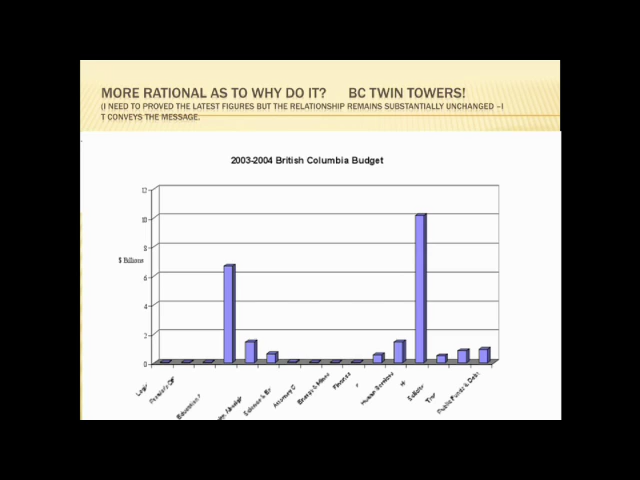 MORE RATIONAL AS TO WHY DO IT? BC TWIN TOWERS!
(I NEED TO PROVED THE LATEST FIGURES BUT THE RELATIONSHIP REMAINS SUBSTANTIALLY UNCHANGED –I
T CONVEYS THE MESSAGE.
2003-2004 British Columbia Budget
12
10
8
$ Billions
6
4
2
0
Energy & Mines
Finance
Human Services
Solicitor
Public Funds & Debt